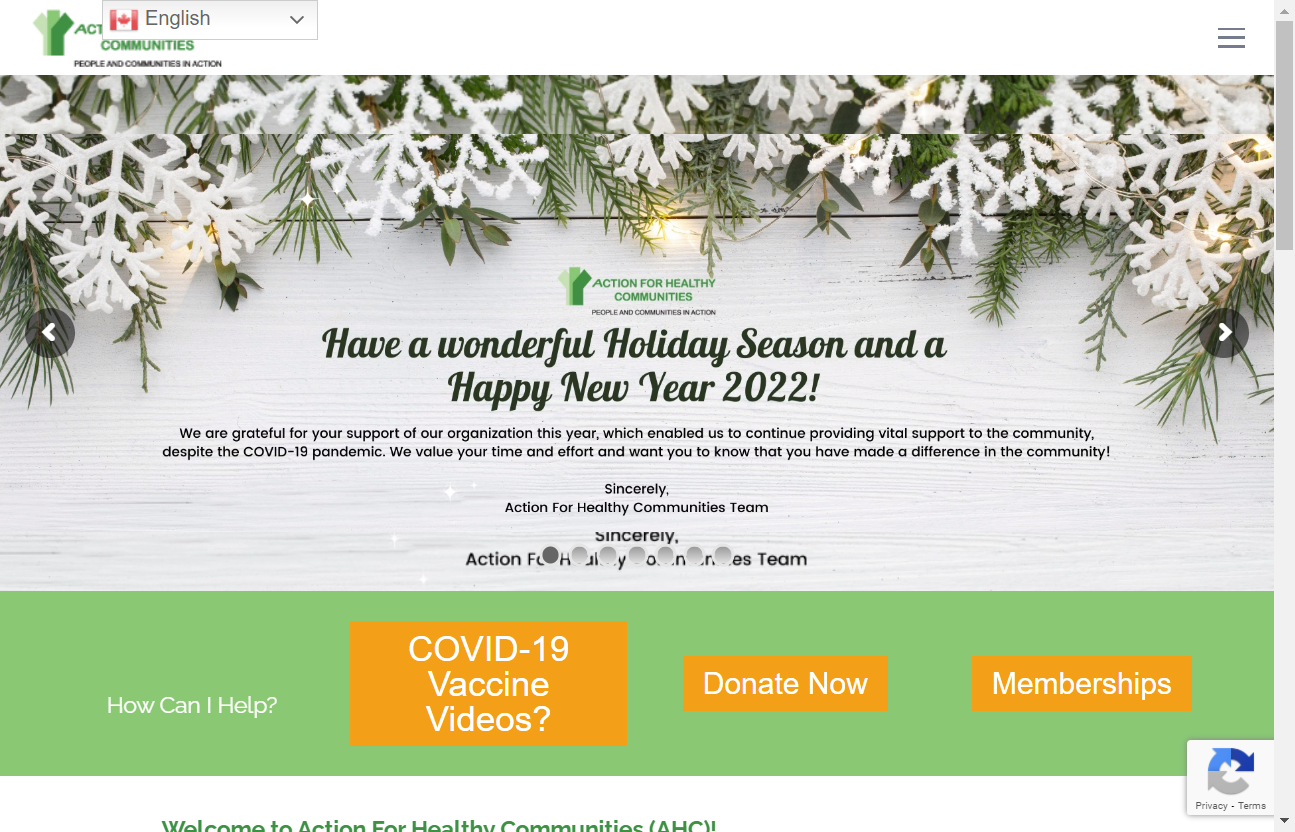 English
ACT
COMMUNITIES
PEOPLE AND COMMUNITIES IN ACTION
ACTION FOR HEALTHY
COMMUNITIES
PEOPLE AND COMMUNITIES IN ACTION
Have a wonderful Holiday Season and a
Happy New Year 2022!
We are grateful for your support of our organization this year, which enabled us to continue providing vital support to the community,
despite the COVID-19 pandemic. We value your time and effort and want you to know that you have made a difference in the community!
Sincerely,
Action For Healthy Communities Team
Sincerely,
Action For Healthy Communities Team
How Can I Help?
COVID-19
Vaccine
Videos?
Donate Now
Memberships
Privacy - Terms
Welcome to Action For Healthy Communities (AHC)!